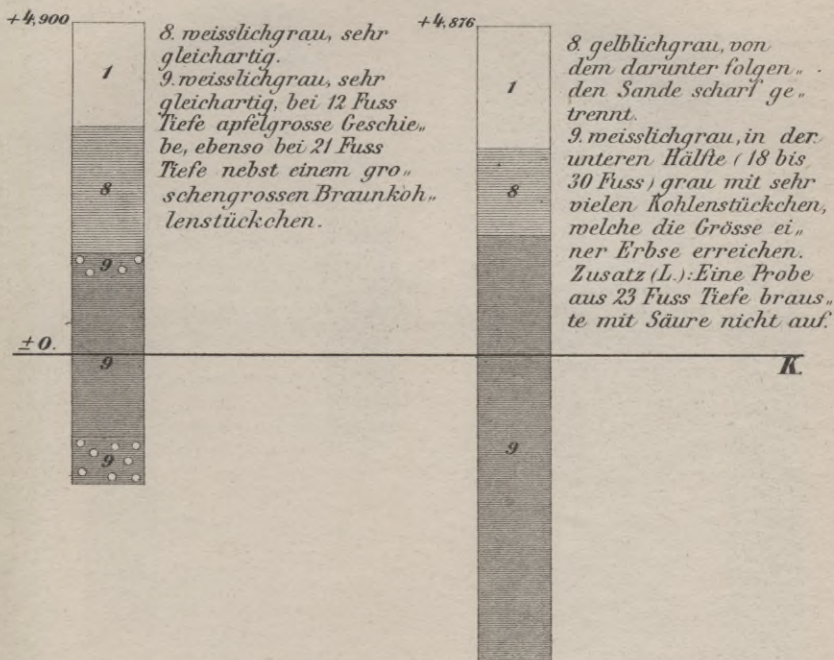 +4,900
8. weisslichgrau, sehr
gleichartig.
9. weisslichgrau, sehr
gleichartig, bei 12 Fuss
Tiefe apfelgrosse Geschie„
be, ebenso bei 21 Fuss
Tiefe nebst einem gro„
schengrossen Braunkoh„
lenstückchen.
1
8
9
±0.
9
9
+4,876
8. gelblichgrau, von
dem darunter folgen„
den Sande scharf ge„
trennt.
9. weisslichgrau, in der
unteren Hälfte (18 bis
30 Fuss) grau mit sehr
vielen Kohlenstückchen,
welche die Grösse ei„
ner Erbse erreichen.
Zusatz (L.): Eine Probe
aus 23 Fuss Tiefe braus„
te mit Säure nicht auf.
1
8
K.
9